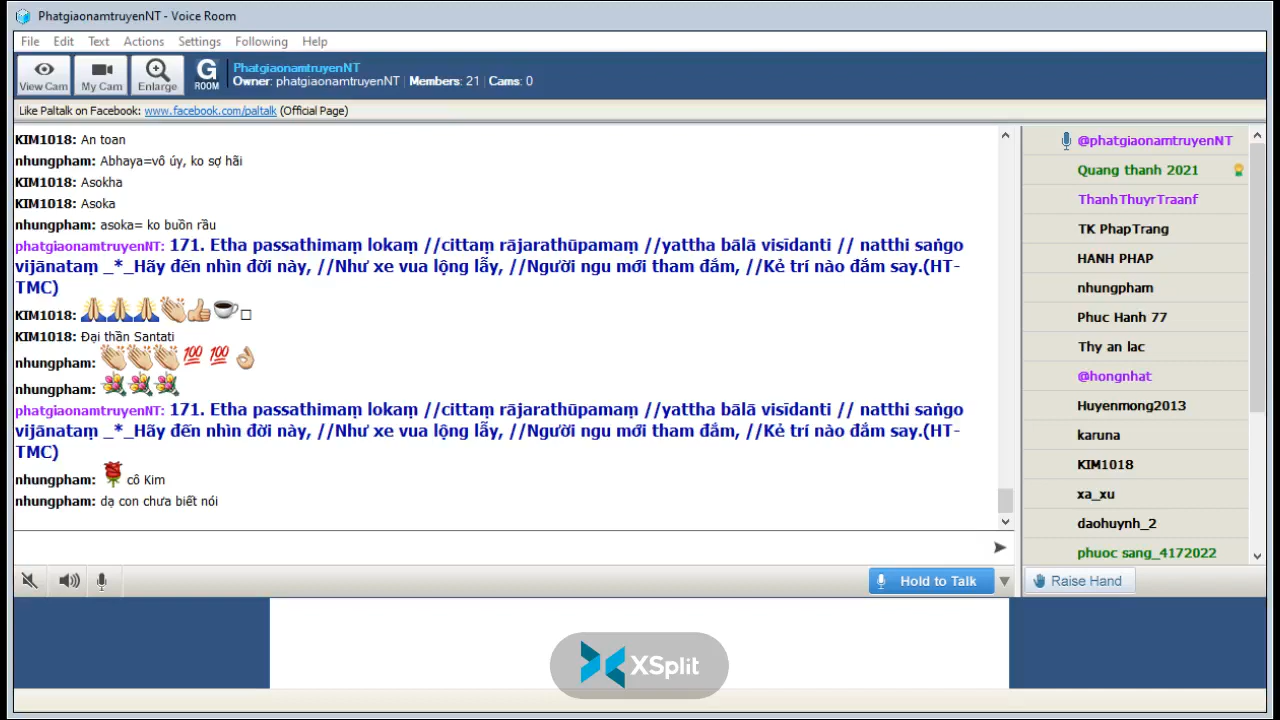 PhatgiaonamtruyenNT - Voice Room
File Edit Text Actions Settings Following Help
View Cam
My Cam
Enlarge
G
ROOM
PhatgiaonamtruyenNT
Owner: phatgiaonamtruyenNT | Members: 21 | Cams: 0
Like Paltalk on Facebook: www.facebook.com/paltalk (Official Page)
KIM1018: An toan
nhungpham: Abhaya=vô úy, ko sợ hãi
KIM1018: Asokha
KIM1018: Asoka
nhungpham: asoka= ko buồn rầu
phatgiaonamtruyenNT: 171. Etha passathimaṃ lokaṃ //cittaṃ rājarathūpamaṃ //yattha bālā visīdanti // natthi saṅgo
vijānataṃ _*_Hãy đến nhìn đời này, //Như xe vua lộng lẫy, //Người ngu mới tham đắm, //Kẻ trí nào đắm say.(HT-
TMC)
KIM1018: 🙏🙏🙏👏👍☕□
KIM1018: Đại thần Santati
nhungpham: 👏👏👏💯💯👌
nhungpham: 💐💐💐
phatgiaonamtruyenNT: 171. Etha passathimaṃ lokaṃ //cittaṃ rājarathūpamaṃ //yattha bālā visīdanti // natthi saṅgo
vijānataṃ _*_Hãy đến nhìn đời này, //Như xe vua lộng lẫy, //Người ngu mới tham đắm, //Kẻ trí nào đắm say.(HT-
TMC)
nhungpham: 🌹 cô Kim
nhungpham: dạ con chưa biết nói
Hold to Talk
@phatgiaonamtruyenNT
Quang thanh 2021
ThanhThuyrTraanf
TK PhapTrang
HANH PHAP
nhungpham
Phuc Hanh 77
Thy an lac
@hongnhat
Huyenmong2013
karuna
KIM1018
xa_xu
daohuynh_2
phuoc sang_4172022
Raise Hand
XSplit